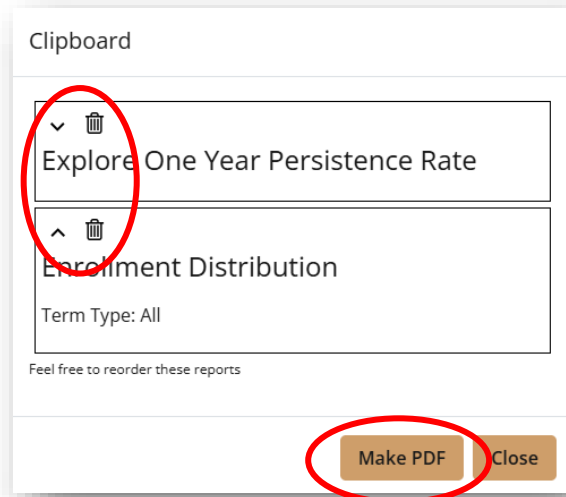 Clipboard
Explore One Year Persistence Rate
Enrollment Distribution
Term Type: All
Feel free to reorder these reports
Make PDF Close